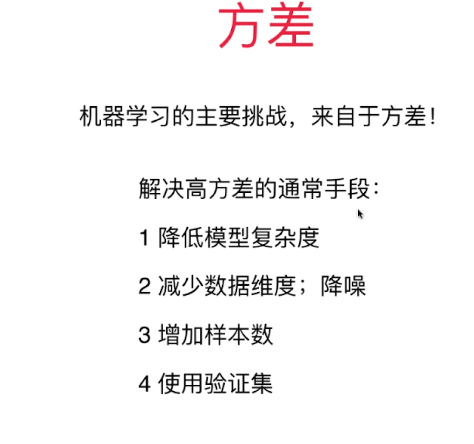 方差
机器学习的主要挑战，来自于方差！
解决高方差的通常手段：
1 降低模型复杂度
2 减少数据维度；降噪
3 增加样本数
4 使用验证集